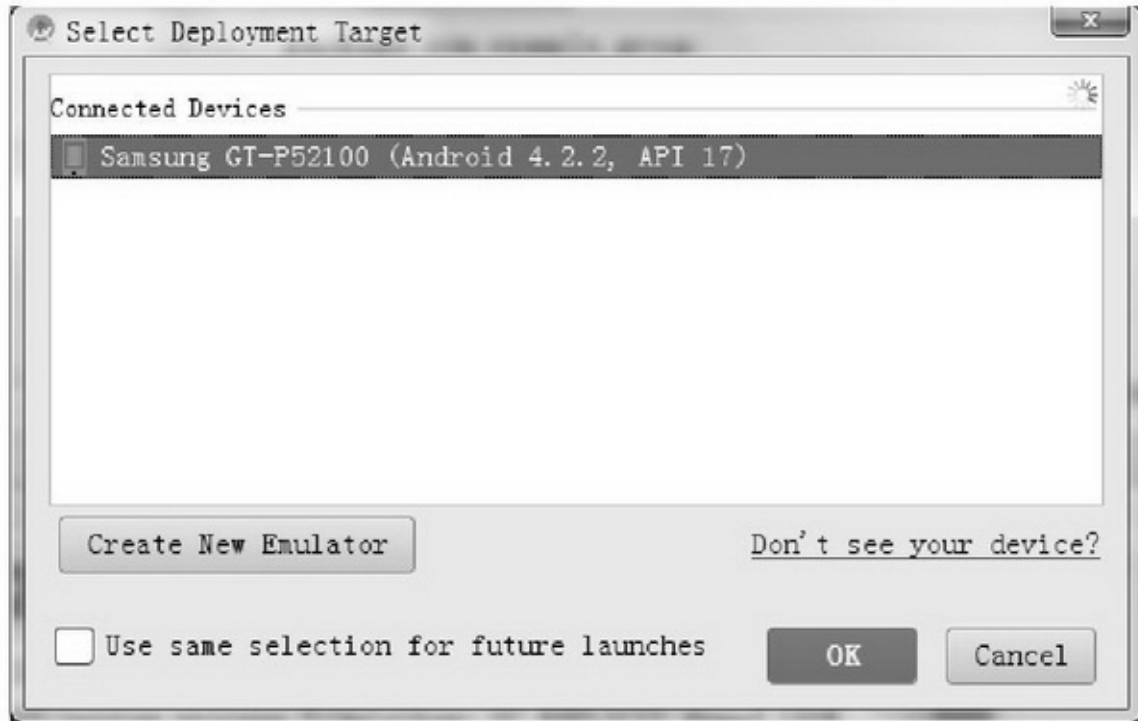 Select Deployment Target
Connected Devices
Samsung GT-P52100 (Android 4.2.2, API 17)
Create New Emulator
Don't see your device?
Use same selection for future launches
OK
Cancel